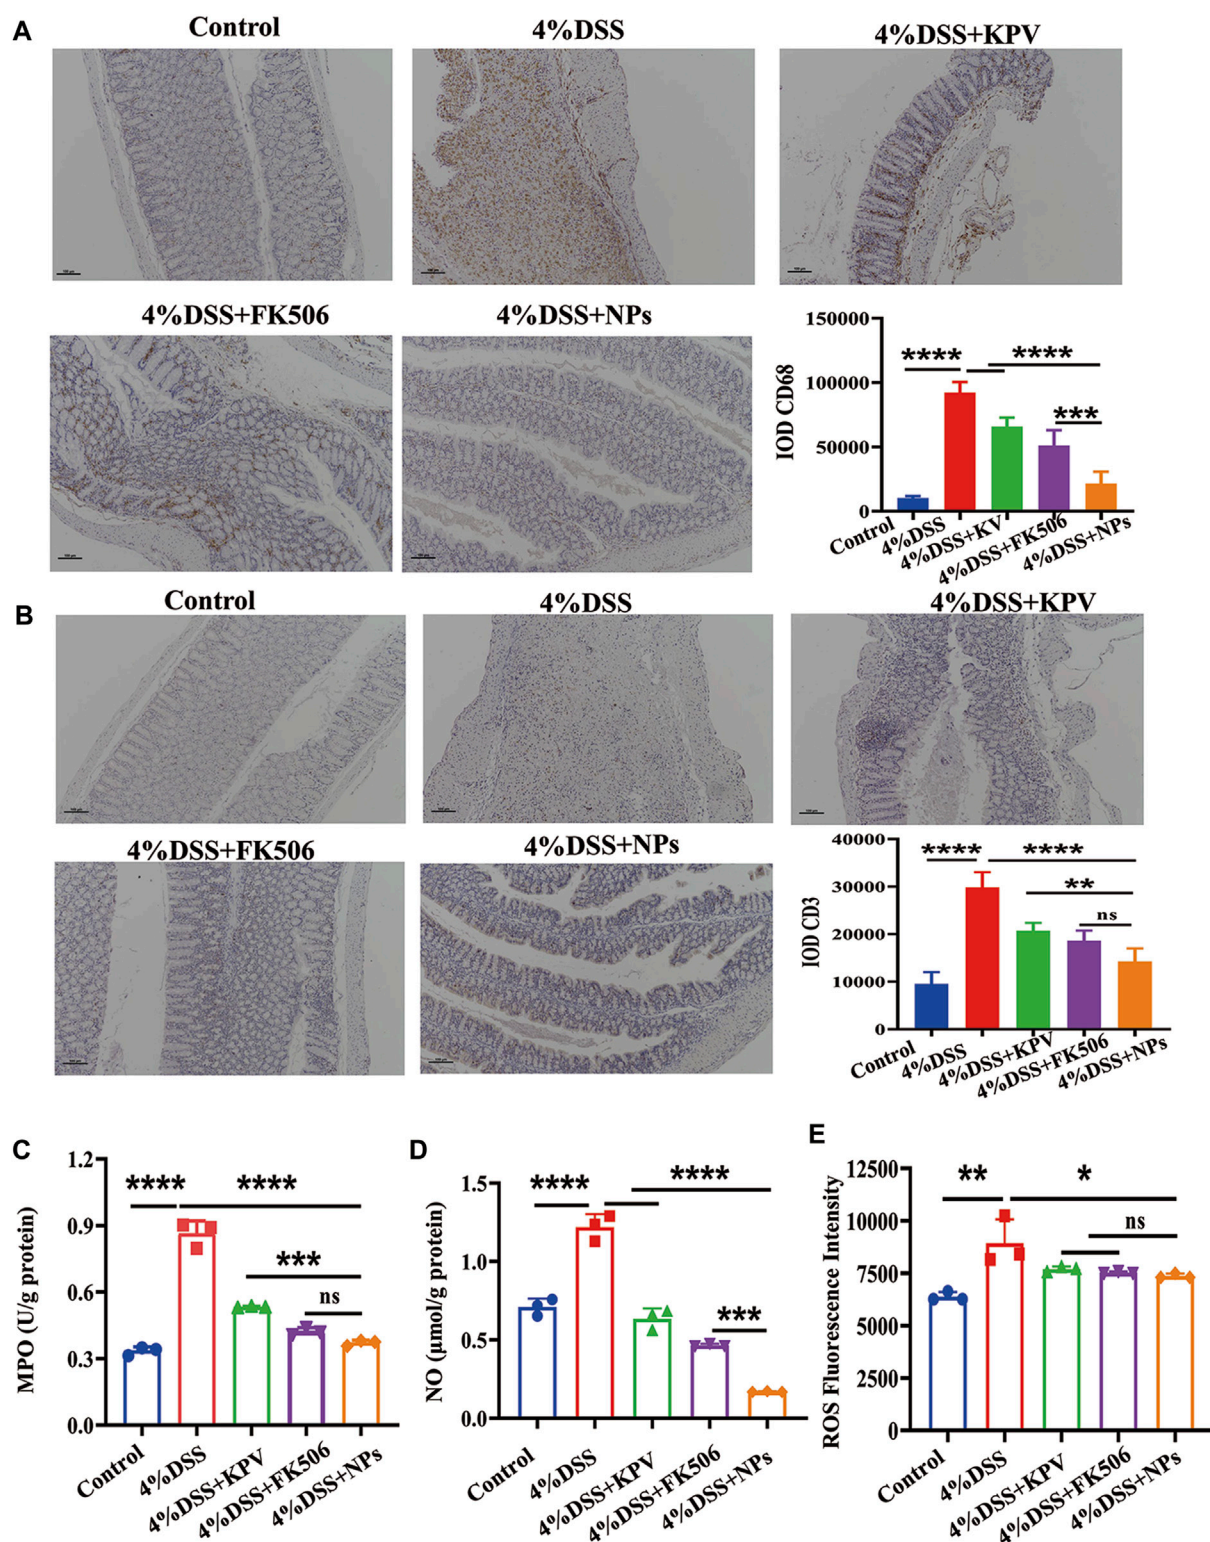 A
Control
4%DSS
4%DSS+KPV
4%DSS+FK506
4%DSS+NPs
IOD CD68
150000
100000
50000
0
****
****
***
Control
4%DSS
4%DSS+KV
4%DSS+FK506
4%DSS+NPs
B
Control
4%DSS
4%DSS+KPV
4%DSS+FK506
4%DSS+NPs
IOD CD3
40000
30000
20000
10000
0
****
****
**
ns
Control
4%DSS
4%DSS+KPV
4%DSS+FK506
4%DSS+NPs
C
MPO (U/g protein)
1.2
0.9
0.6
0.3
0.0
****
****
***
ns
Control
4%DSS
4%DSS+KPV
4%DSS+FK506
4%DSS+NPs
D
NO (μmol/g protein)
1.5
1.0
0.5
0.0
****
****
***
Control
4%DSS
4%DSS+KPV
4%DSS+FK506
4%DSS+NPs
E
ROS Fluorescence Intensity
12500
10000
7500
5000
2500
0
**
*
ns
Control
4%DSS
4%DSS+KPV
4%DSS+FK506
4%DSS+NPs